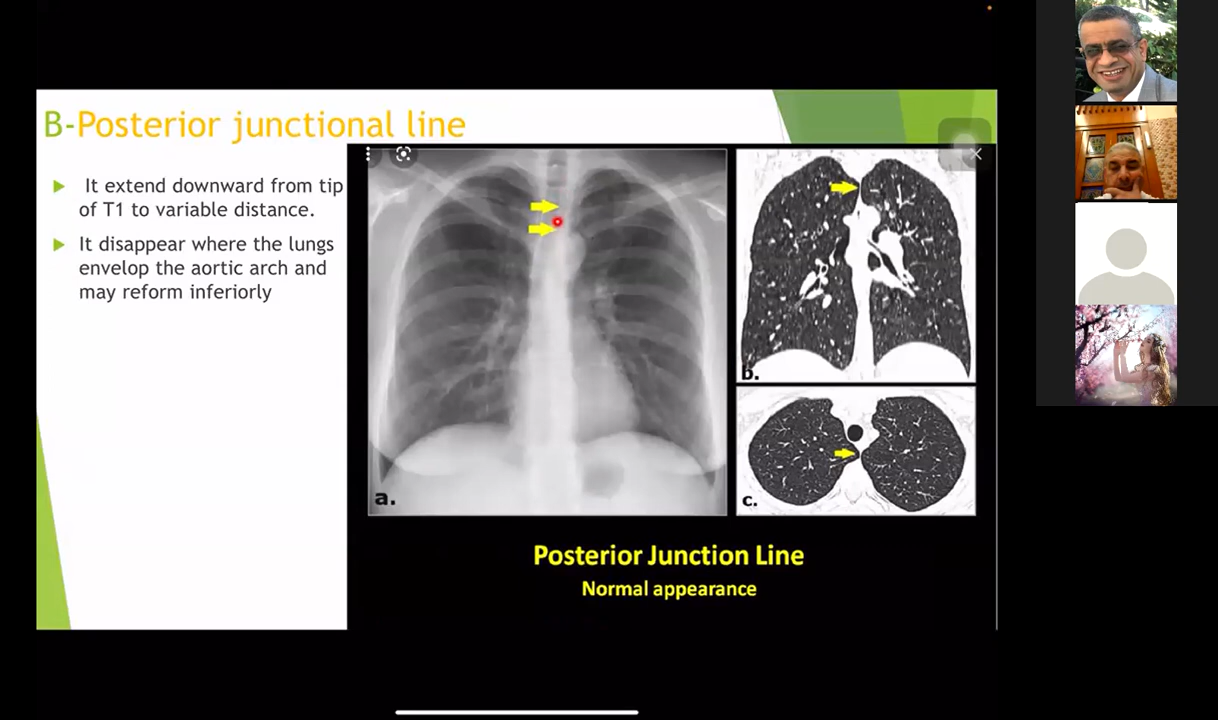 B-Posterior junctional line
It extend downward from tip
of T1 to variable distance.
It disappear where the lungs
envelop the aortic arch and
may reform inferiorly
a.
b.
c.
Posterior Junction Line
Normal appearance